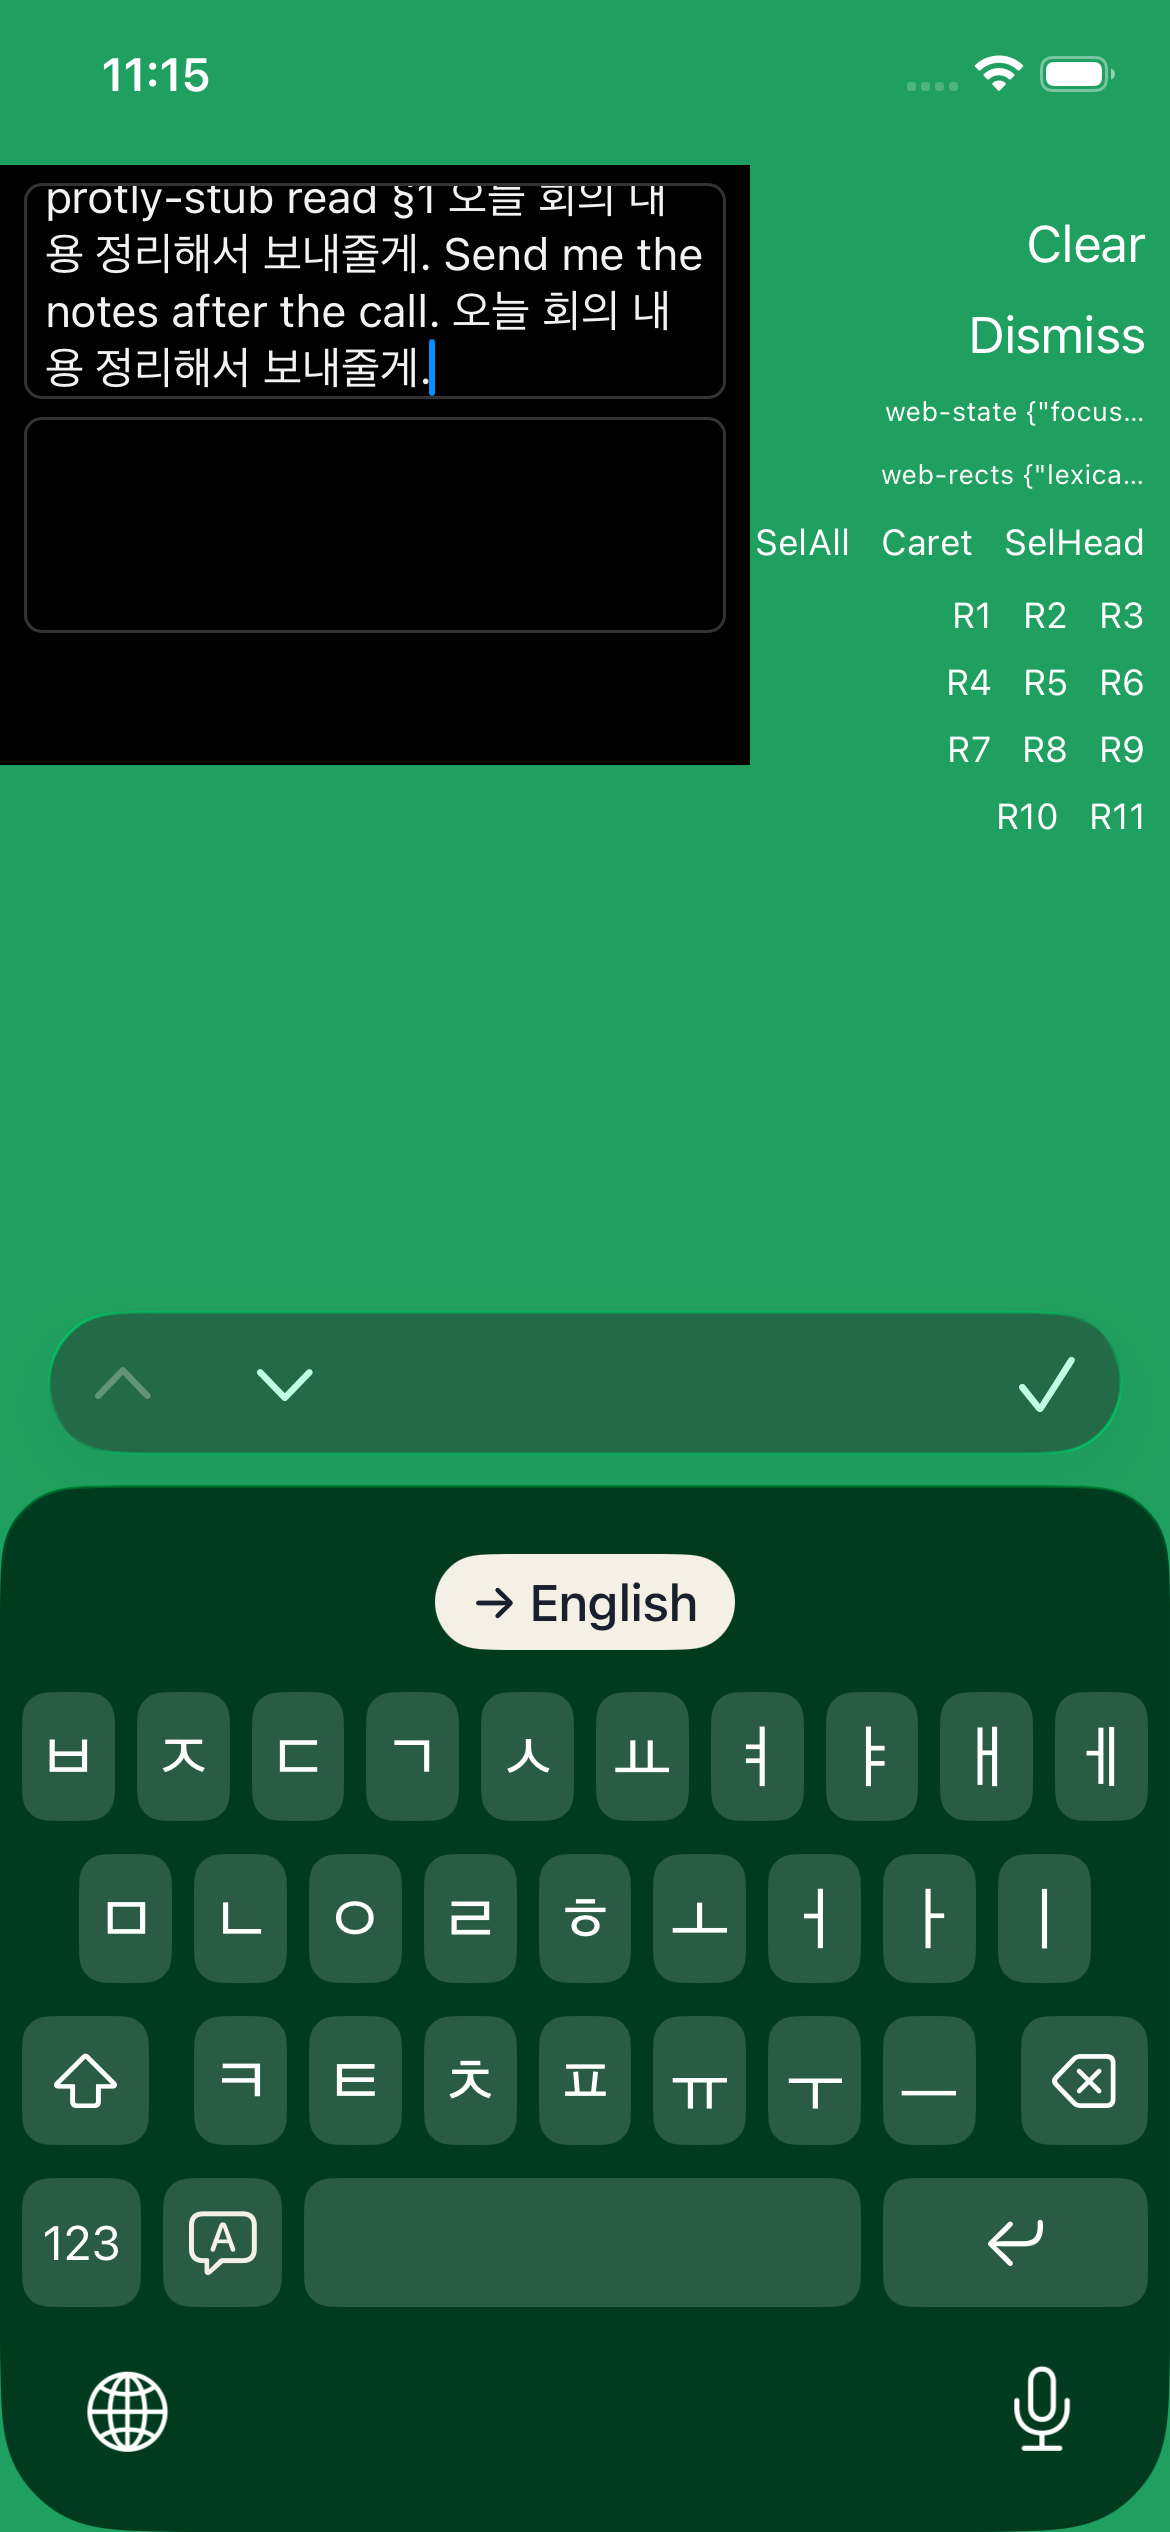 11:15
protly-stub read §1 오늘 회의 내
용 정리해서 보내줄게. Send me the
notes after the call. 오늘 회의 내
용 정리해서 보내줄게.
Clear
Dismiss
web-state {"focus...
web-rects {"lexica...
SelAll Caret SelHead
R1 R2 R3
R4 R5 R6
R7 R8 R9
R10 R11
→ English
ㅂ ㅈ ㄷ ㄱ ㅅ ㅛ ㅕ ㅑ ㅐ ㅔ
ㅁ ㄴ ㅇ ㄹ ㅎ ㅗ ㅓ ㅏ ㅣ
ㅋ ㅌ ㅊ ㅍ ㅠ ㅜ ㅡ
123 A